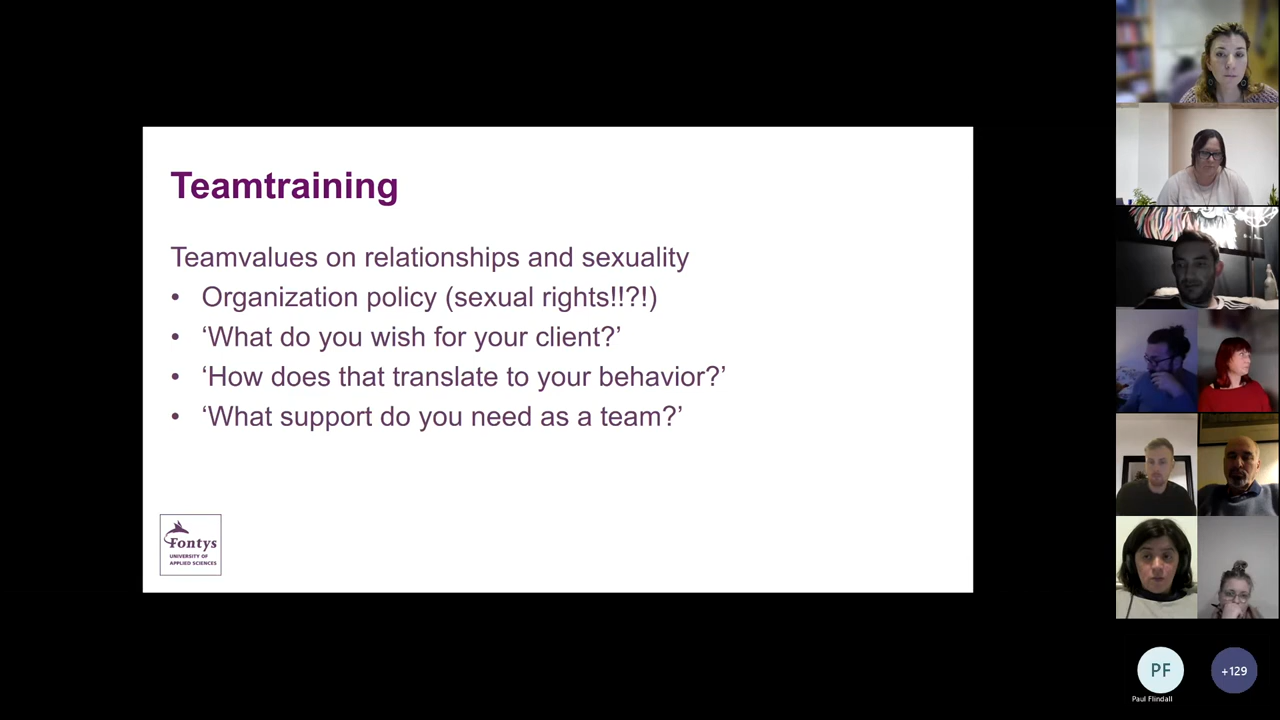 Teamtraining
Teamvalues on relationships and sexuality
• Organization policy (sexual rights!!?!)
• ‘What do you wish for your client?’
• ‘How does that translate to your behavior?’
• ‘What support do you need as a team?’
Fontys
UNIVERSITY OF
APPLIED SCIENCES
PF
+129
Paul Flindall